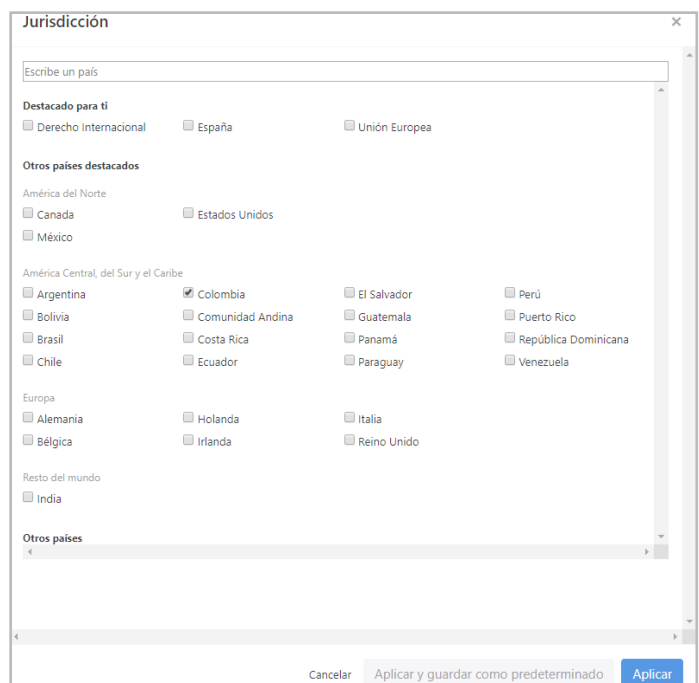 Jurisdicción ×
Escribe un país
Destacado para ti
Derecho Internacional España Unión Europea
Otros países destacados
América del Norte
Canada Estados Unidos
México
América Central, del Sur y el Caribe
Argentina Colombia El Salvador Perú
Bolivia Comunidad Andina Guatemala Puerto Rico
Brasil Costa Rica Panamá República Dominicana
Chile Ecuador Paraguay Venezuela
Europa
Alemania Holanda Italia
Bélgica Irlanda Reino Unido
Resto del mundo
India
Otros países
Cancelar Aplicar y guardar como predeterminado Aplicar